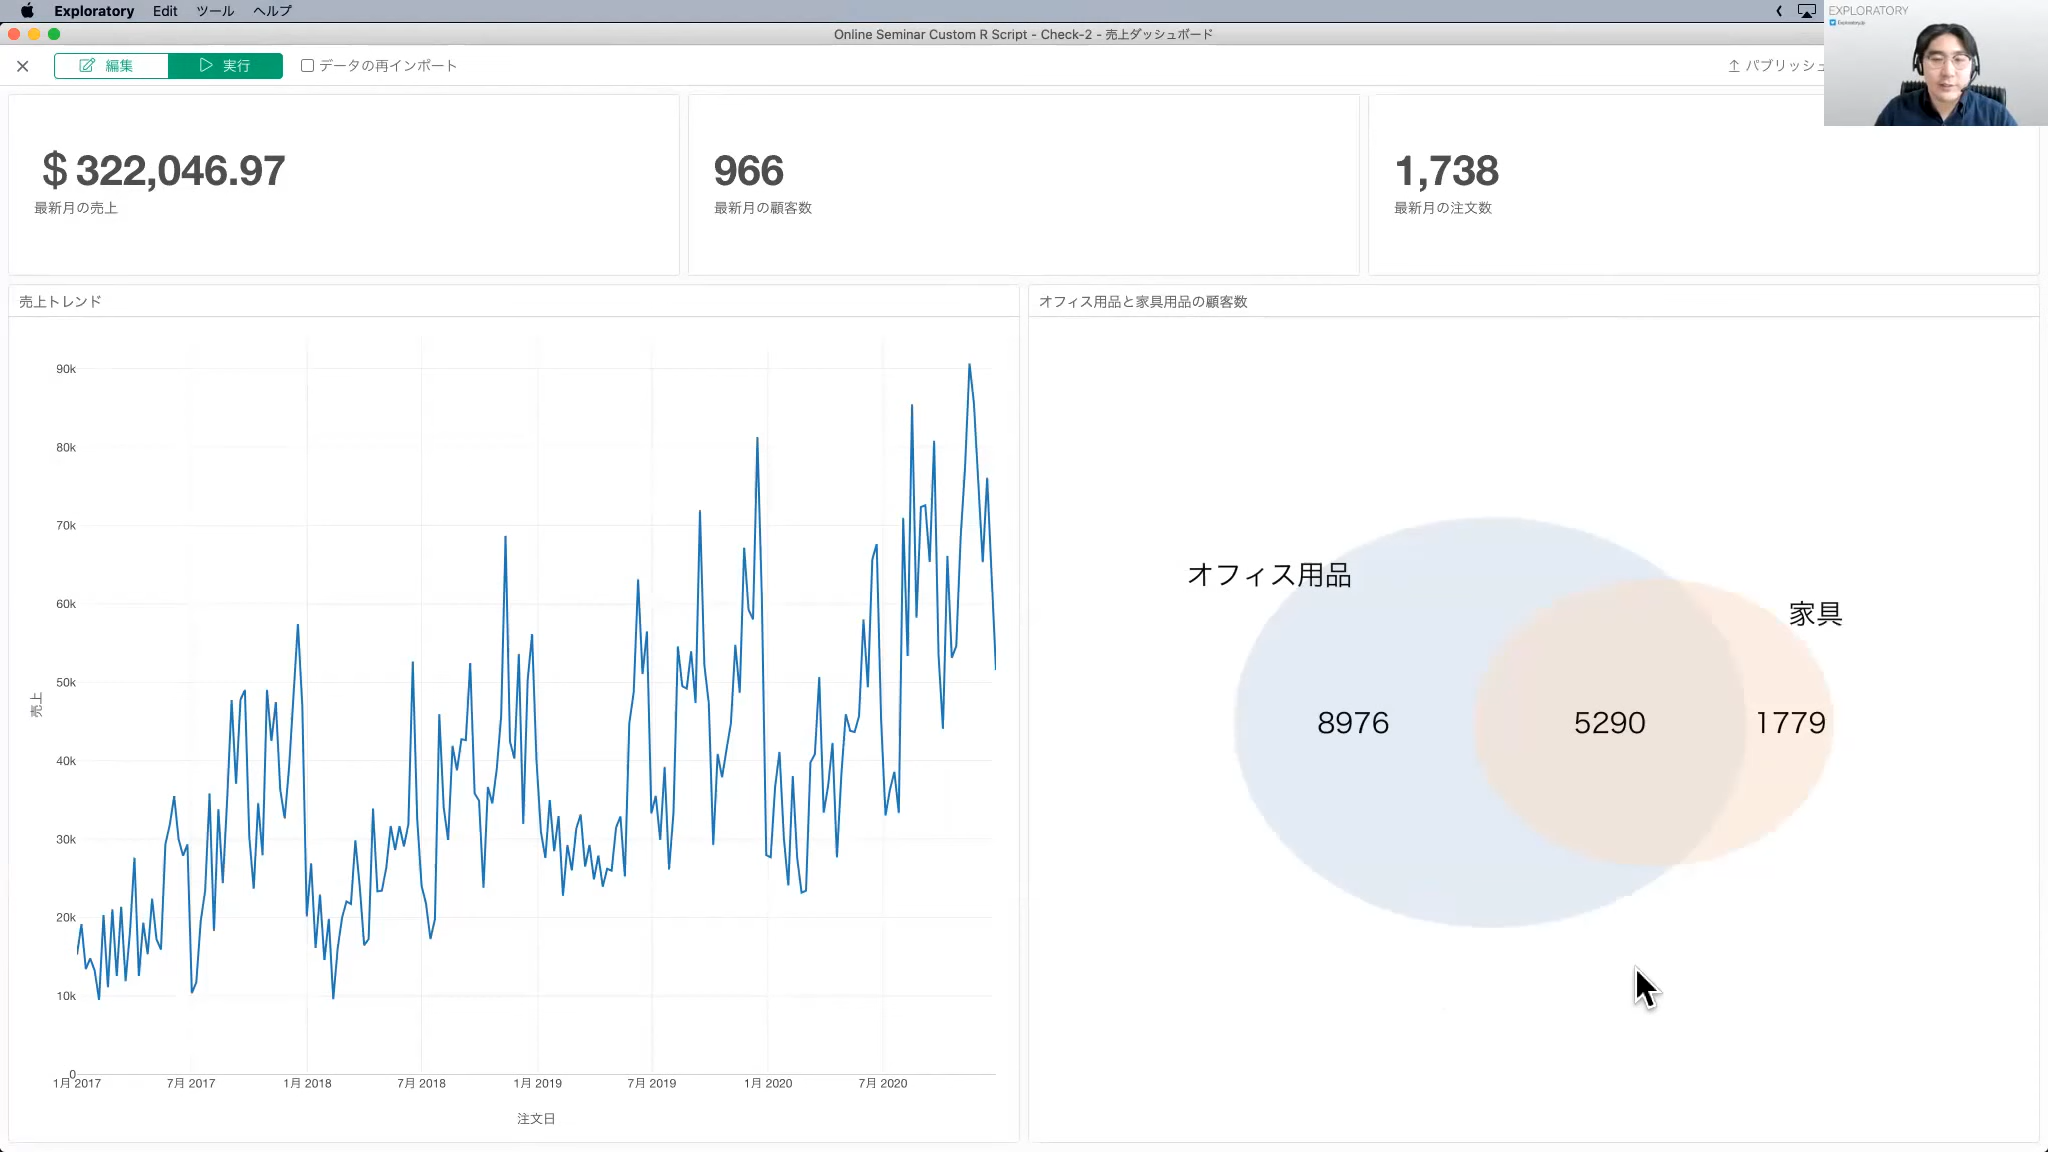 Exploratory Edit ツール ヘルプ
Online Seminar Custom R Script - Check-2 - 売上ダッシュボード
EXPLORATORY
Exploratory.jp
編集 実行 データの再インポート パブリッシュ
$ 322,046.97
最新月の売上
966
最新月の顧客数
1,738
最新月の注文数
売上トレンド
90k
80k
70k
60k
50k
40k
30k
20k
10k
0
売上
1月 2017 7月 2017 1月 2018 7月 2018 1月 2019 7月 2019 1月 2020 7月 2020
注文日
オフィス用品と家具用品の顧客数
オフィス用品
家具
8976 5290 1779